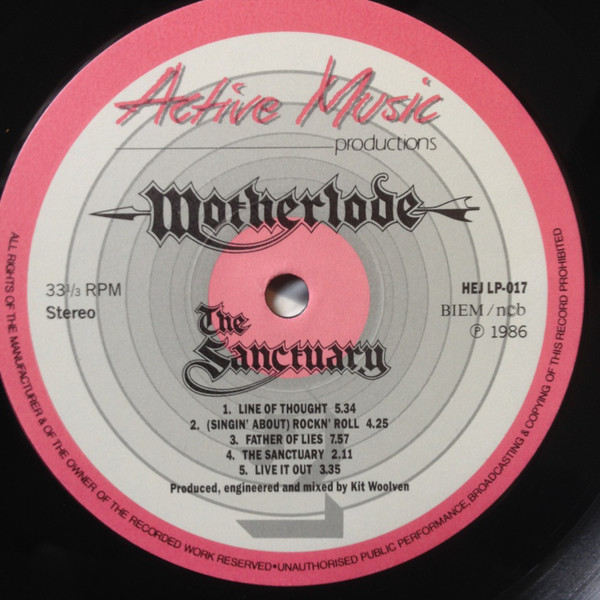 Active Music
productions
Motherlode
33⅓ RPM
Stereo
HEJ LP-017
BIEM/ncb
℗ 1986
The
Sanctuary
1. LINE OF THOUGHT 5.34
2. (SINGIN' ABOUT) ROCKN' ROLL 4.25
3. FATHER OF LIES 7.57
4. THE SANCTUARY 2.11
5. LIVE IT OUT 3.35
Produced, engineered and mixed by Kit Woolven
ALL RIGHTS OF THE MANUFACTURER & OF THE OWNER OF THE RECORDED WORK RESERVED•UNAUTHORISED PUBLIC PERFORMANCE, BROADCASTING & COPYING OF THIS RECORD PROHIBITED